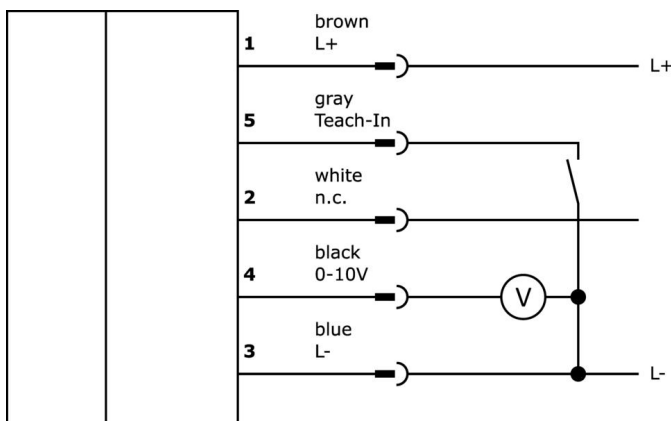 brown
1 L+
L+
gray
5 Teach-In
white
2 n.c.
black
4 0-10V
V
blue
3 L-
L-